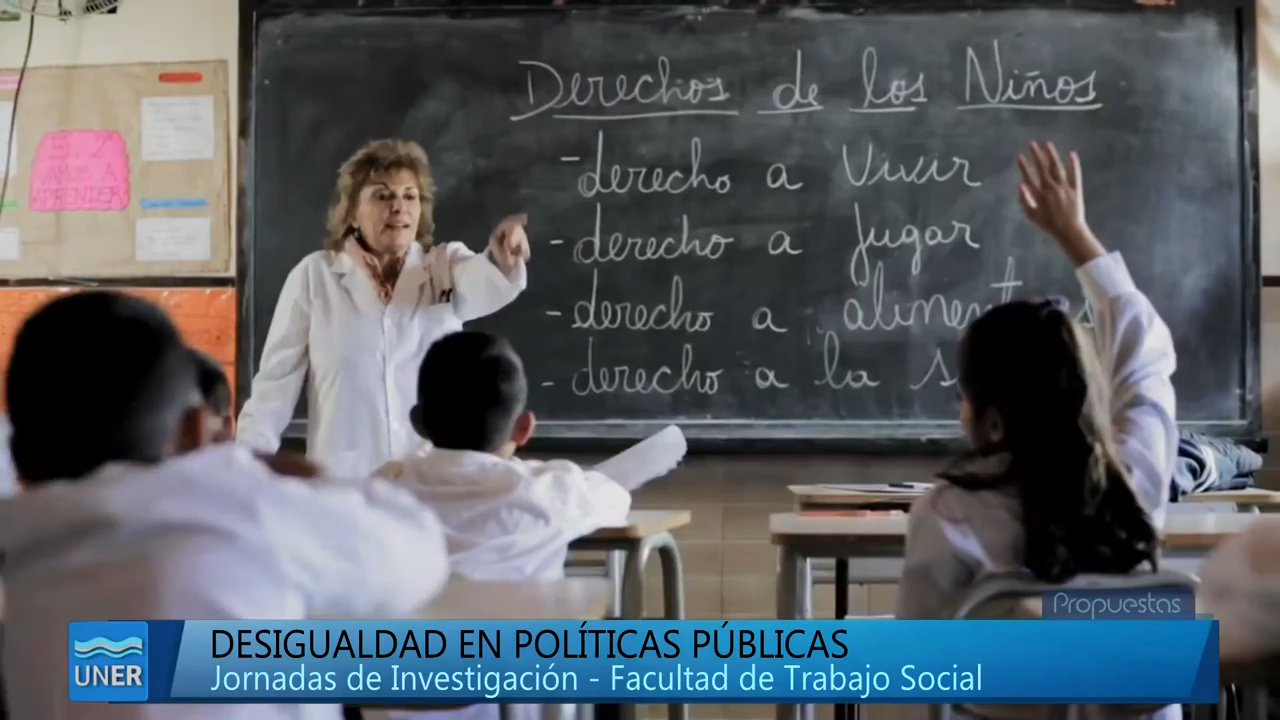 Derechos de los Niños
-derecho a Vivir
-derecho a Jugar
-derecho a
-derecho a la
APRENDER
Propuestas
UNER
DESIGUALDAD EN POLÍTICAS PÚBLICAS
Jornadas de Investigación - Facultad de Trabajo Social